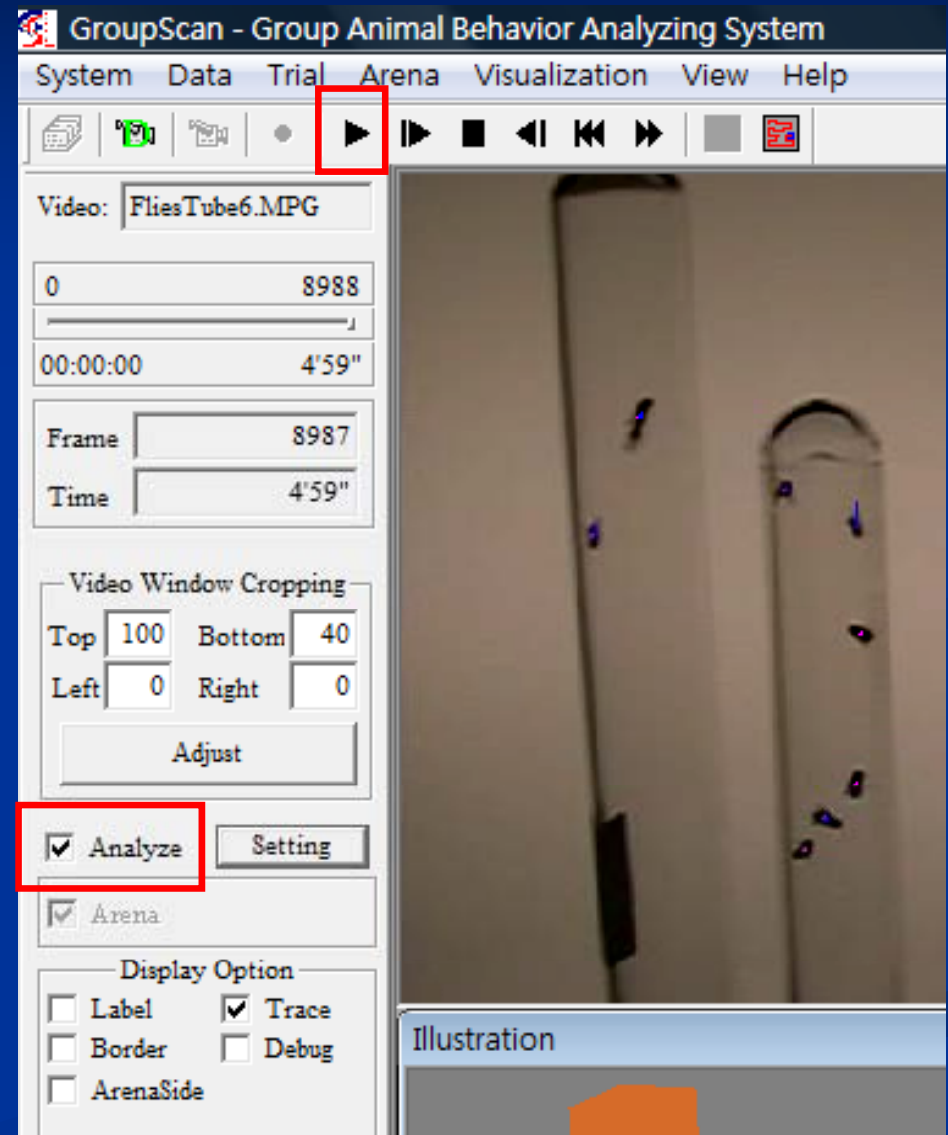 GroupScan - Group Animal Behavior Analyzing System
System Data Trial Arena Visualization View Help
Video: FliesTube6.MPG
0 8988
00:00:00 4'59"
Frame 8987
Time 4'59"
Video Window Cropping
Top 100 Bottom 40
Left 0 Right 0
Adjust
Analyze Setting
Arena
Display Option
Label Trace
Border Debug
ArenaSide
Illustration